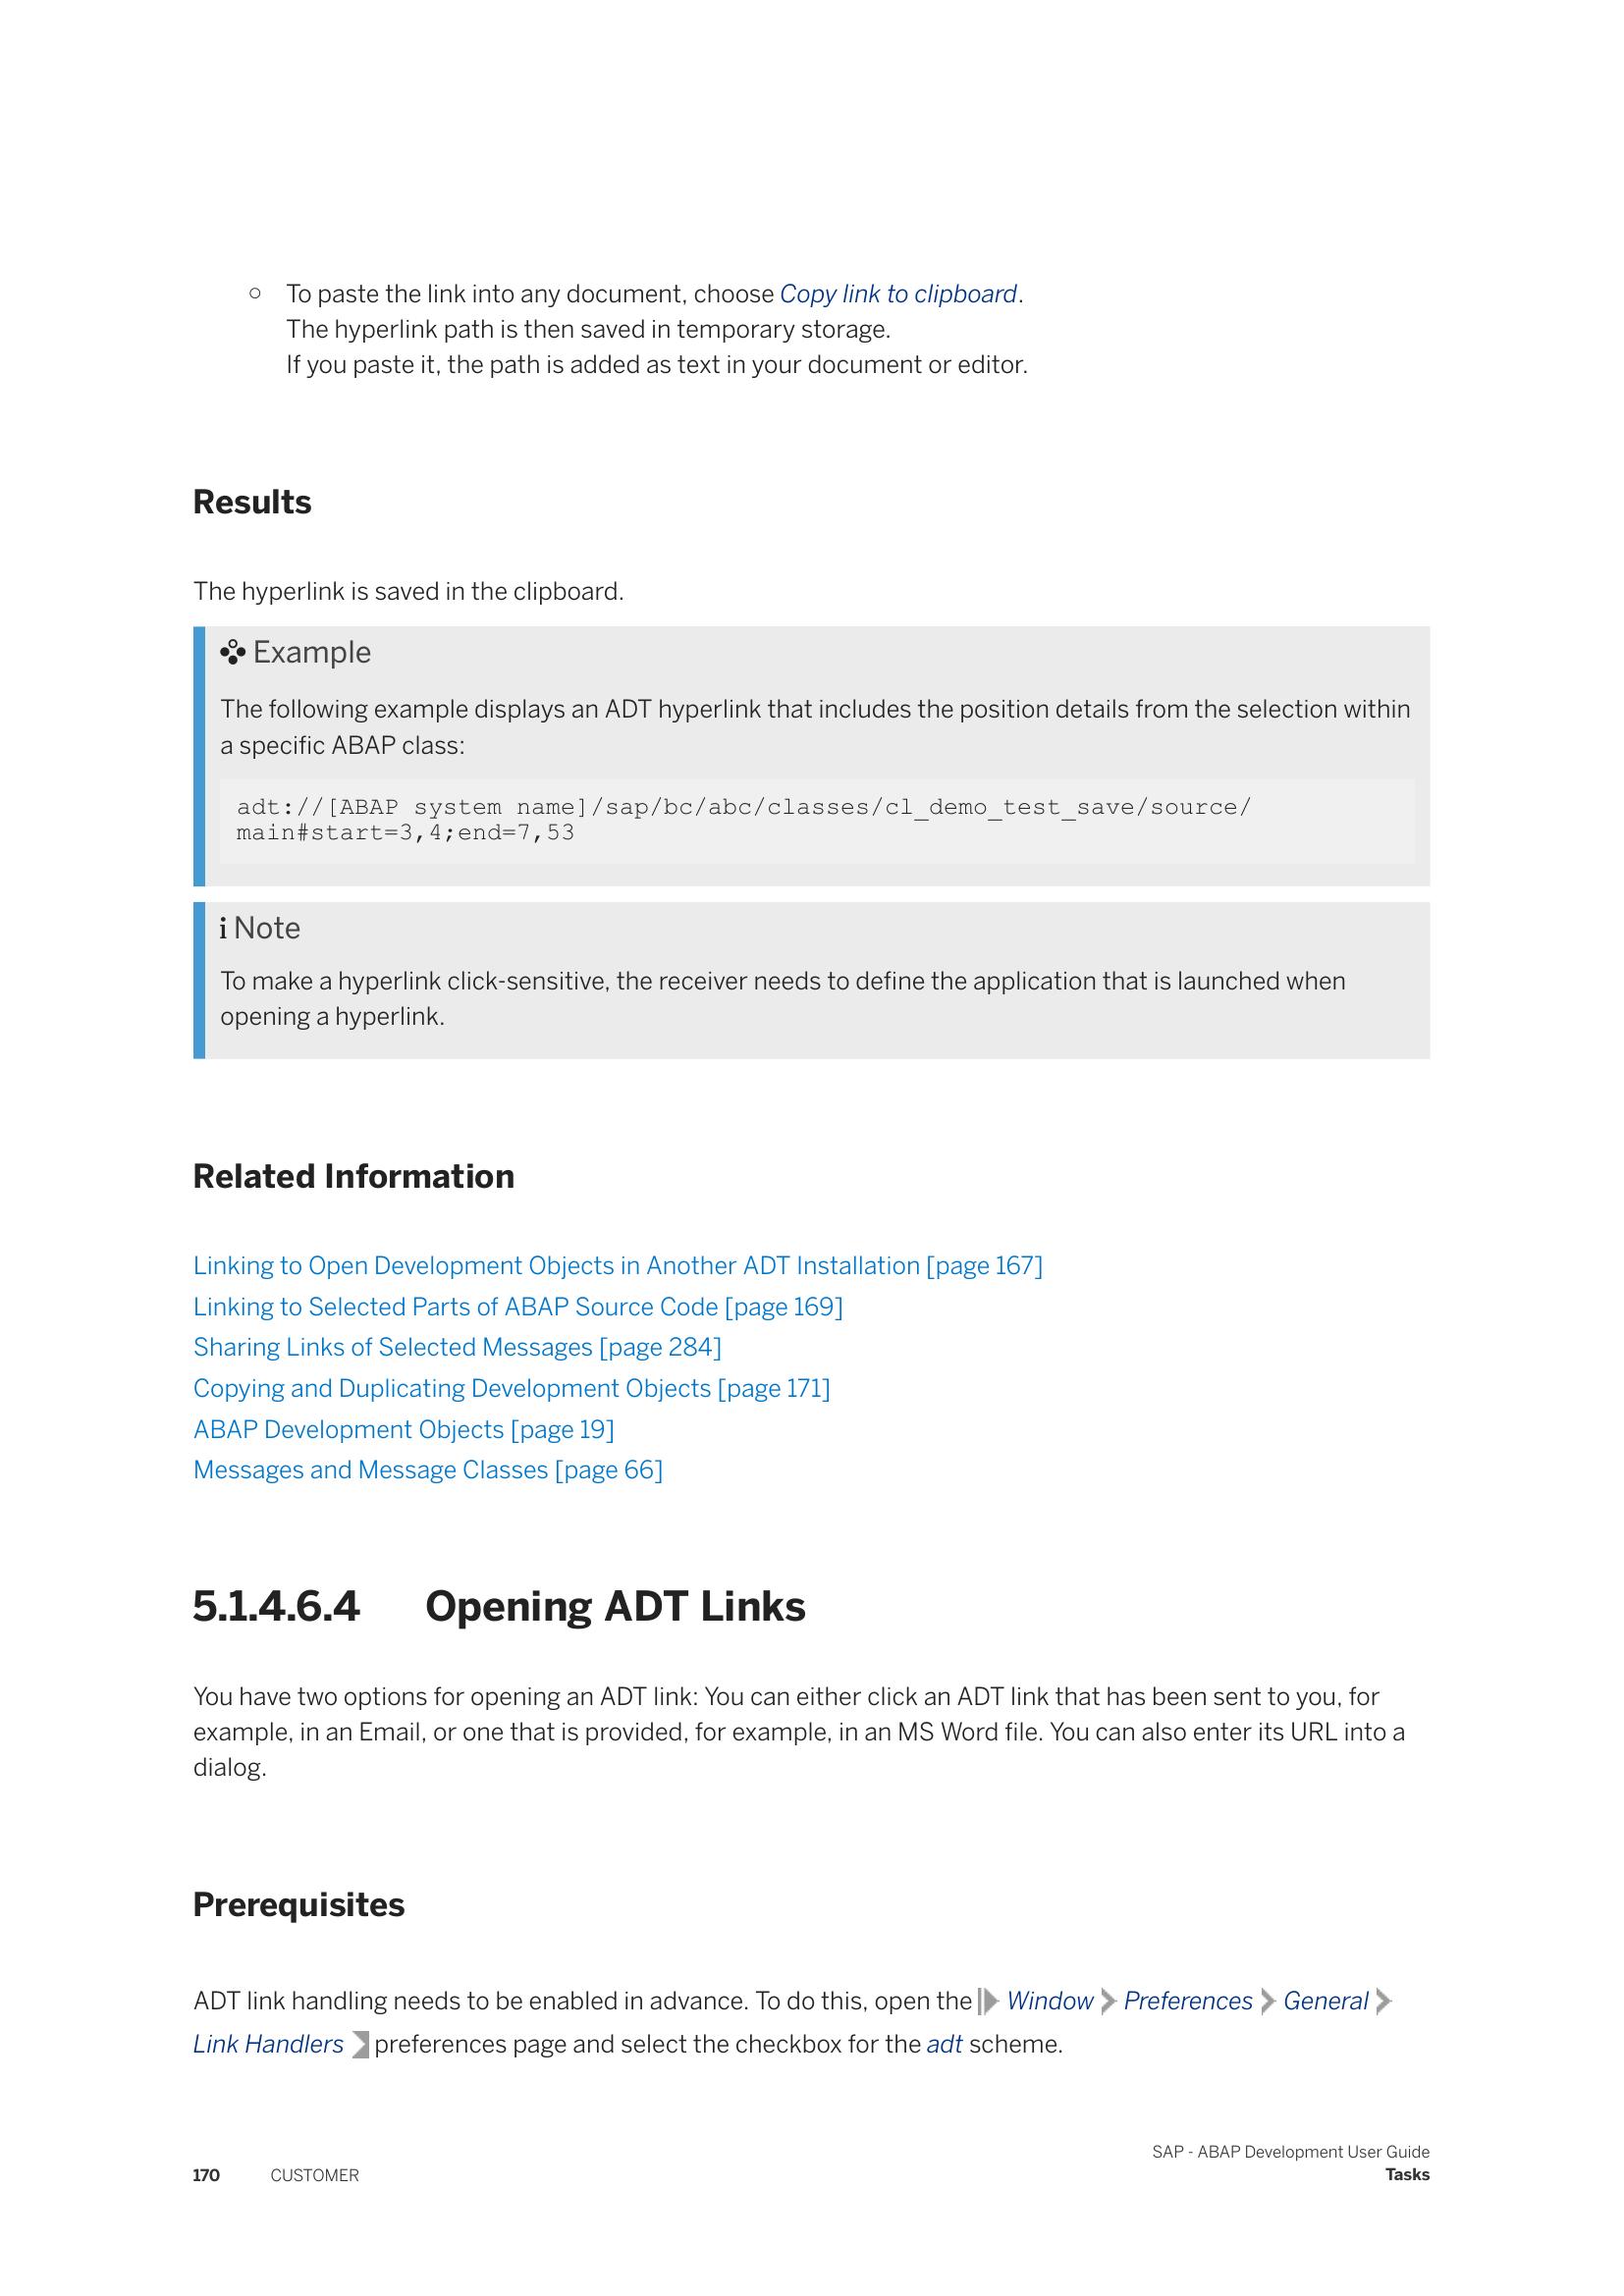 ○ To paste the link into any document, choose Copy link to clipboard.
The hyperlink path is then saved in temporary storage.
If you paste it, the path is added as text in your document or editor.
Results
The hyperlink is saved in the clipboard.
Example
The following example displays an ADT hyperlink that includes the position details from the selection within
a specific ABAP class:
adt://[ABAP system name]/sap/bc/abc/classes/cl_demo_test_save/source/
main#start=3,4;end=7,53
i Note
To make a hyperlink click-sensitive, the receiver needs to define the application that is launched when
opening a hyperlink.
Related Information
Linking to Open Development Objects in Another ADT Installation [page 167]
Linking to Selected Parts of ABAP Source Code [page 169]
Sharing Links of Selected Messages [page 284]
Copying and Duplicating Development Objects [page 171]
ABAP Development Objects [page 19]
Messages and Message Classes [page 66]
5.1.4.6.4 Opening ADT Links
You have two options for opening an ADT link: You can either click an ADT link that has been sent to you, for
example, in an Email, or one that is provided, for example, in an MS Word file. You can also enter its URL into a
dialog.
Prerequisites
ADT link handling needs to be enabled in advance. To do this, open the Window Preferences General
Link Handlers preferences page and select the checkbox for the adt scheme.
SAP - ABAP Development User Guide
170 CUSTOMER Tasks